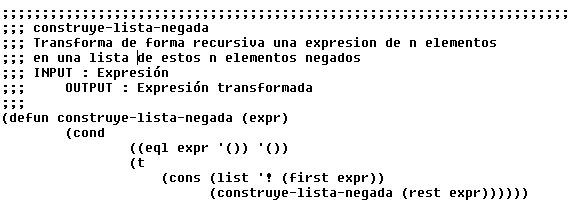 ;;;;;;;;;;;;;;;;;;;;;;;;;;;;;;;;;;;;;;;;;;;;;;;;;;;;;;;;;;;;;;;;;;;;;;;
;;; construye-lista-negada
;;; Transforma de forma recursiva una expresion de n elementos
;;; en una lista de estos n elementos negados
;;; INPUT : Expresión
;;;     OUTPUT : Expresión transformada
;;;
(defun construye-lista-negada (expr)
        (cond
                ((eql expr '()) '())
                (t
                    (cons (list '! (first expr))
                          (construye-lista-negada (rest expr))))))